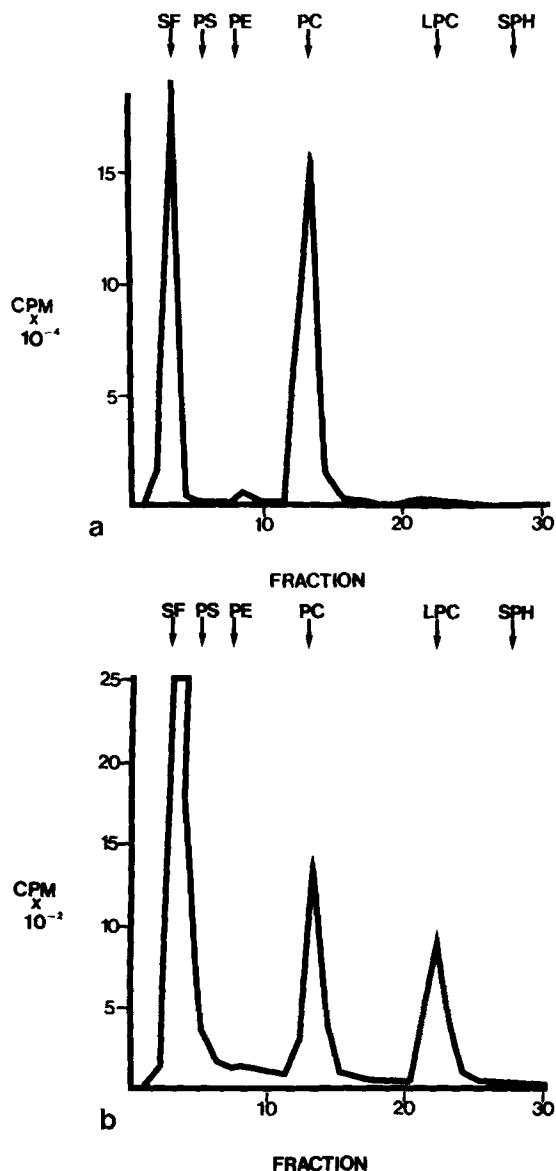 SF PS PE PC LPC SPH
15
10
CPM
x
10⁻⁴
5
10 20 30
a
FRACTION
SF PS PE PC LPC SPH
25
20
15
CPM
x
10⁻²
10
5
10 20 30
b
FRACTION